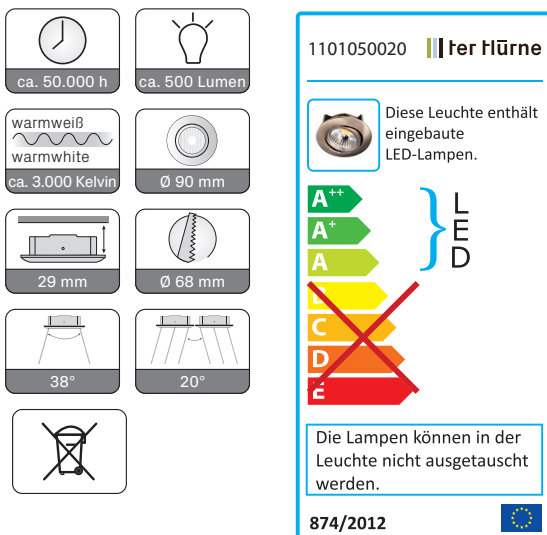 ca. 50.000 h
ca. 500 Lumen
warmweiß
warmwhite
ca. 3.000 Kelvin
Ø 90 mm
29 mm
Ø 68 mm
38°
20°
1101050020
ter Hürne
Diese Leuchte enthält
eingebaute
LED-Lampen.
A++
A+
A
B
C
D
E
L
E
D
Die Lampen können in der
Leuchte nicht ausgetauscht
werden.
874/2012